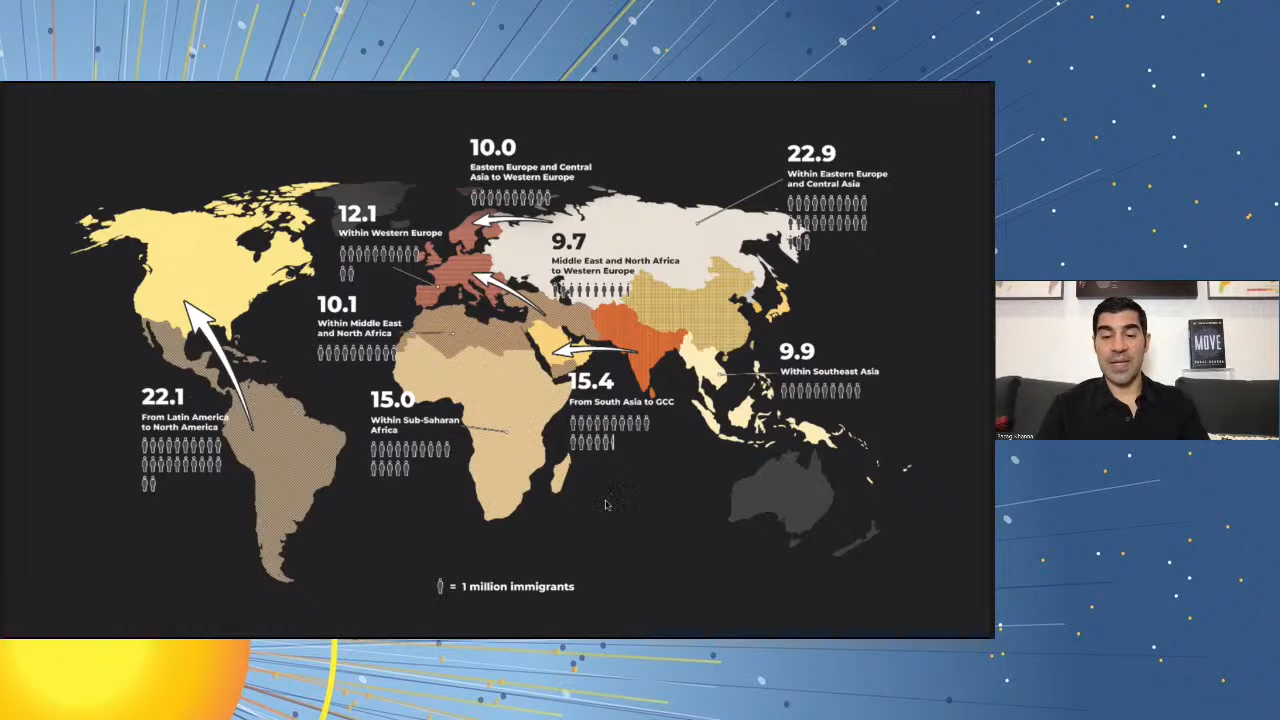 10.0
Eastern Europe and Central
Asia to Western Europe
22.9
Within Eastern Europe
and Central Asia
12.1
Within Western Europe
9.7
Middle East and North Africa
to Western Europe
10.1
Within Middle East
and North Africa
9.9
Within Southeast Asia
15.4
From South Asia to GCC
22.1
From Latin America
to North America
15.0
Within Sub-Saharan
Africa
= 1 million immigrants
MOVE
Parag Khanna